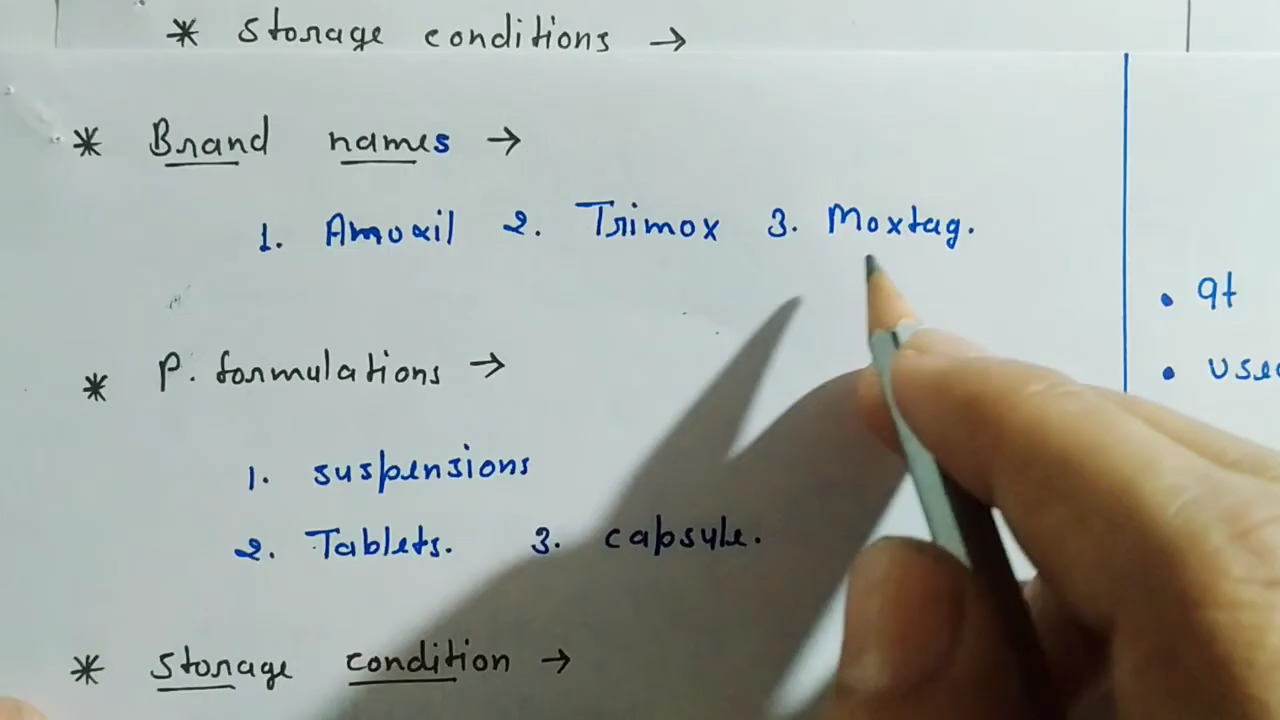 * Storage conditions →
* Brand names →
1. Amoxil 2. Trimox 3. Moxtag.
* P. formulations →
1. suspensions
2. Tablets. 3. capsule.
* Storage condition →
• 9t
• use